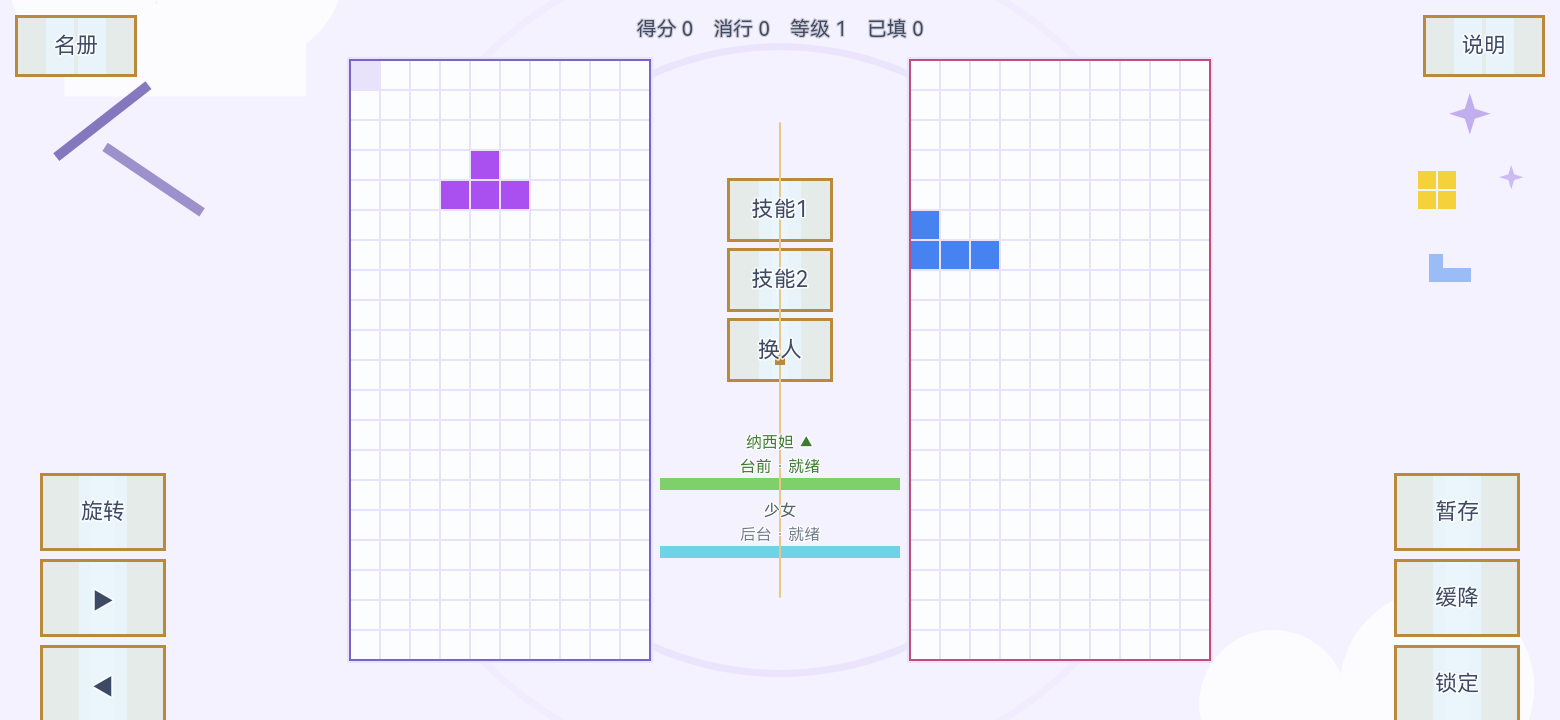 名册
得分 0 消行 0 等级 1 已填 0
说明
技能1
技能2
换人
纳西妲 ▲
台前 · 就绪
少女
后台 · 就绪
旋转
▶
◀
暂存
缓降
锁定